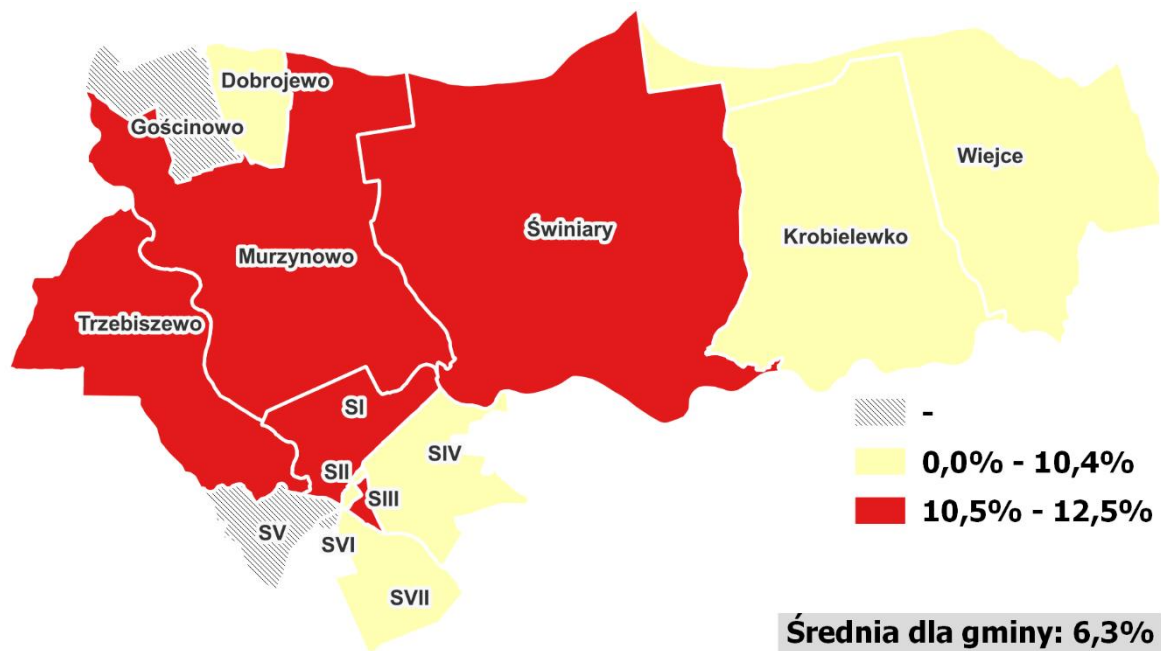 Dobrojewo
Gościnowo
Wiejce
Świniary
Krobielewko
Murzynowo
Trzebiszewo
SI
-
SIV
SII
0,0% - 10,4%
SIII
10,5% - 12,5%
SV
SVI
SVII
Średnia dla gminy: 6,3%